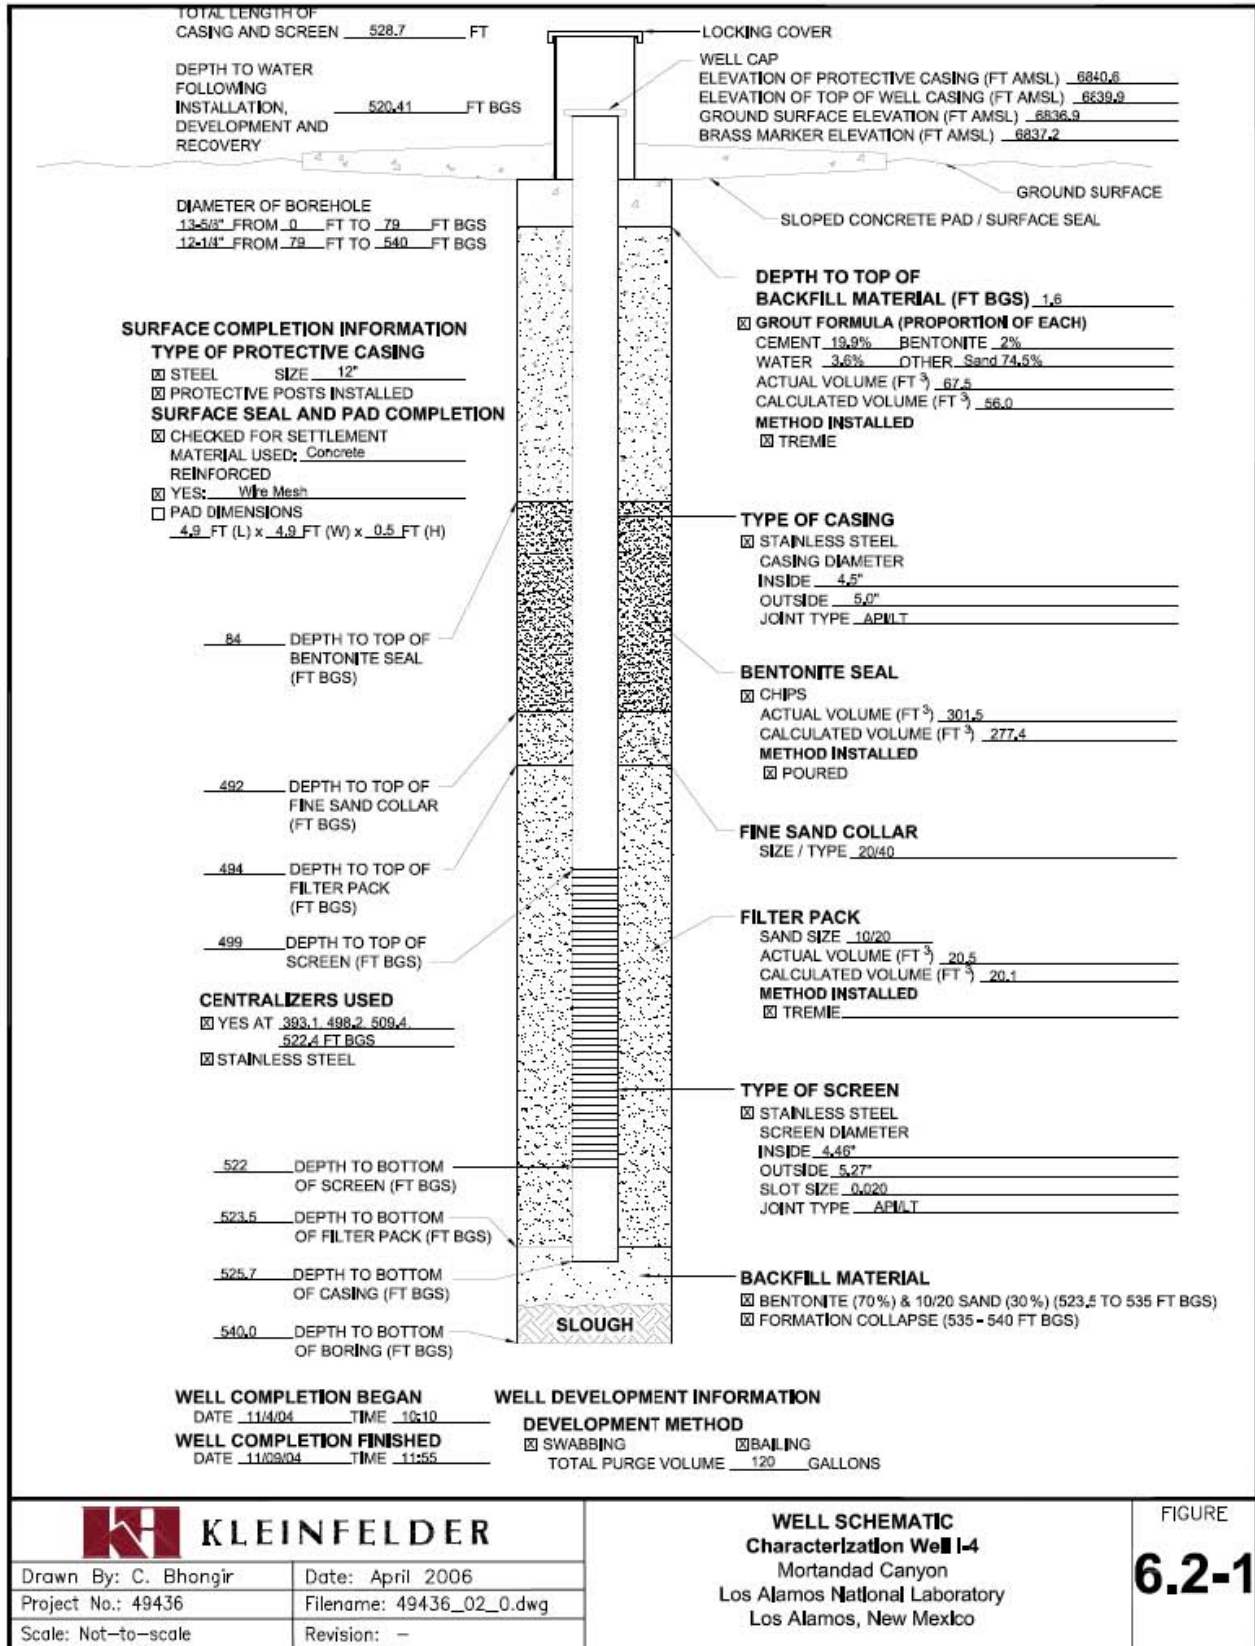 TOTAL LENGTH OF
CASING AND SCREEN 528.7 FT
DEPTH TO WATER
FOLLOWING
INSTALLATION, 520.41 FT BGS
DEVELOPMENT AND
RECOVERY
LOCKING COVER
WELL CAP
ELEVATION OF PROTECTIVE CASING (FT AMSL) 6840.6
ELEVATION OF TOP OF WELL CASING (FT AMSL) 6839.9
GROUND SURFACE ELEVATION (FT AMSL) 6836.9
BRASS MARKER ELEVATION (FT AMSL) 6837.2
GROUND SURFACE
SLOPED CONCRETE PAD / SURFACE SEAL
DIAMETER OF BOREHOLE
13-5/8" FROM 0 FT TO 79 FT BGS
12-1/4" FROM 79 FT TO 540 FT BGS
DEPTH TO TOP OF
BACKFILL MATERIAL (FT BGS) 1.6
☒ GROUT FORMULA (PROPORTION OF EACH)
CEMENT 19.9% BENTONITE 2%
WATER 3.6% OTHER Sand 74.5%
ACTUAL VOLUME (FT³) 67.5
CALCULATED VOLUME (FT³) 56.0
METHOD INSTALLED
☒ TREMIE
SURFACE COMPLETION INFORMATION
TYPE OF PROTECTIVE CASING
☒ STEEL SIZE 12"
☒ PROTECTIVE POSTS INSTALLED
SURFACE SEAL AND PAD COMPLETION
☒ CHECKED FOR SETTLEMENT
MATERIAL USED: Concrete
REINFORCED
☒ YES: Wire Mesh
☐ PAD DIMENSIONS
4.9 FT (L) x 4.9 FT (W) x 0.5 FT (H)
TYPE OF CASING
☒ STAINLESS STEEL
CASING DIAMETER
INSIDE 4.5"
OUTSIDE 5.0"
JOINT TYPE API/LT
84 DEPTH TO TOP OF
BENTONITE SEAL
(FT BGS)
BENTONITE SEAL
☒ CHIPS
ACTUAL VOLUME (FT³) 301.5
CALCULATED VOLUME (FT³) 277.4
METHOD INSTALLED
☒ POURED
492 DEPTH TO TOP OF
FINE SAND COLLAR
(FT BGS)
FINE SAND COLLAR
SIZE / TYPE 20/40
494 DEPTH TO TOP OF
FILTER PACK
(FT BGS)
499 DEPTH TO TOP OF
SCREEN (FT BGS)
FILTER PACK
SAND SIZE 10/20
ACTUAL VOLUME (FT³) 20.5
CALCULATED VOLUME (FT³) 20.1
METHOD INSTALLED
☒ TREMIE
CENTRALIZERS USED
☒ YES AT 393.1, 498.2, 509.4,
522.4 FT BGS
☒ STAINLESS STEEL
TYPE OF SCREEN
☒ STAINLESS STEEL
SCREEN DIAMETER
INSIDE 4.46"
OUTSIDE 5.27"
SLOT SIZE 0.020
JOINT TYPE API/LT
522 DEPTH TO BOTTOM
OF SCREEN (FT BGS)
523.5 DEPTH TO BOTTOM
OF FILTER PACK (FT BGS)
525.7 DEPTH TO BOTTOM
OF CASING (FT BGS)
540.0 DEPTH TO BOTTOM
OF BORING (FT BGS)
SLOUGH
BACKFILL MATERIAL
☒ BENTONITE (70%) & 10/20 SAND (30%) (523.5 TO 535 FT BGS)
☒ FORMATION COLLAPSE (535 - 540 FT BGS)
WELL COMPLETION BEGAN
DATE 11/4/04 TIME 10:10
WELL COMPLETION FINISHED
DATE 11/09/04 TIME 11:55
WELL DEVELOPMENT INFORMATION
DEVELOPMENT METHOD
☒ SWABBING ☒ BAILING
TOTAL PURGE VOLUME 120 GALLONS
KLEINFELDER
Drawn By: C. Bhongir Date: April 2006
Project No.: 49436 Filename: 49436_02_0.dwg
Scale: Not-to-scale Revision: -
WELL SCHEMATIC
Characterization Well I-4
Mortandad Canyon
Los Alamos National Laboratory
Los Alamos, New Mexico
FIGURE
6.2-1